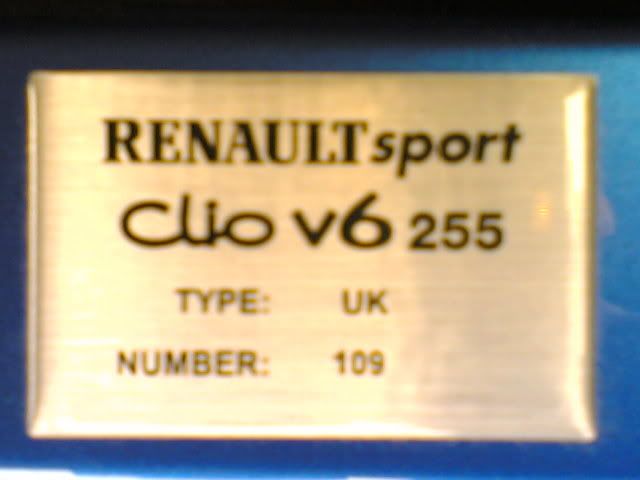 RENAULTsport
Clio v6 255
TYPE: UK
NUMBER: 109